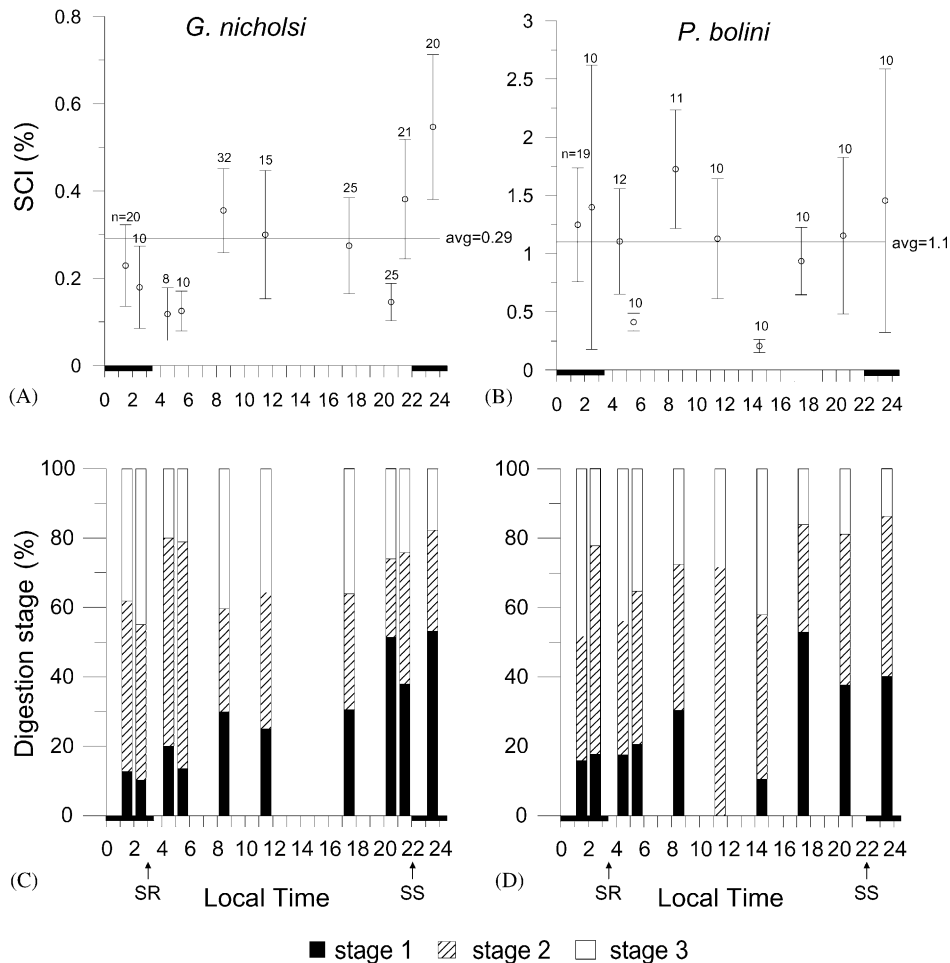 G. nicholsi
0.8
0.6
0.4
0.2
0
SCI (%)
n=20
10
8
10
32
15
25
25
21
20
avg=0.29
(A)
0 2 4 6 8 10 12 14 16 18 20 22 24
P. bolini
3
2.5
2
1.5
1
0.5
0
n=19
10
12
10
11
10
10
10
10
10
avg=1.1
(B)
0 2 4 6 8 10 12 14 16 18 20 22 24
Digestion stage (%)
100
80
60
40
20
0
0 2 4 6 8 10 12 14 16 18 20 22 24
(C)
SR
Local Time
SS
100
80
60
40
20
0
0 2 4 6 8 10 12 14 16 18 20 22 24
(D)
SR
Local Time
SS
stage 1 stage 2 stage 3